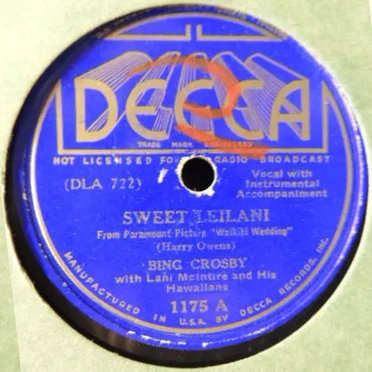 DECCA
TRADE MARK REGISTERED
NOT LICENSED FOR RADIO BROADCAST
(DLA 722)
Vocal with
Instrumental
Accompaniment
SWEET LEILANI
From Paramount Picture "Waikiki Wedding"
(Harry Owens)
BING CROSBY
with Lani McIntire and His
Hawaiians
1175 A
MANUFACTURED IN U.S.A. BY DECCA RECORDS, INC.